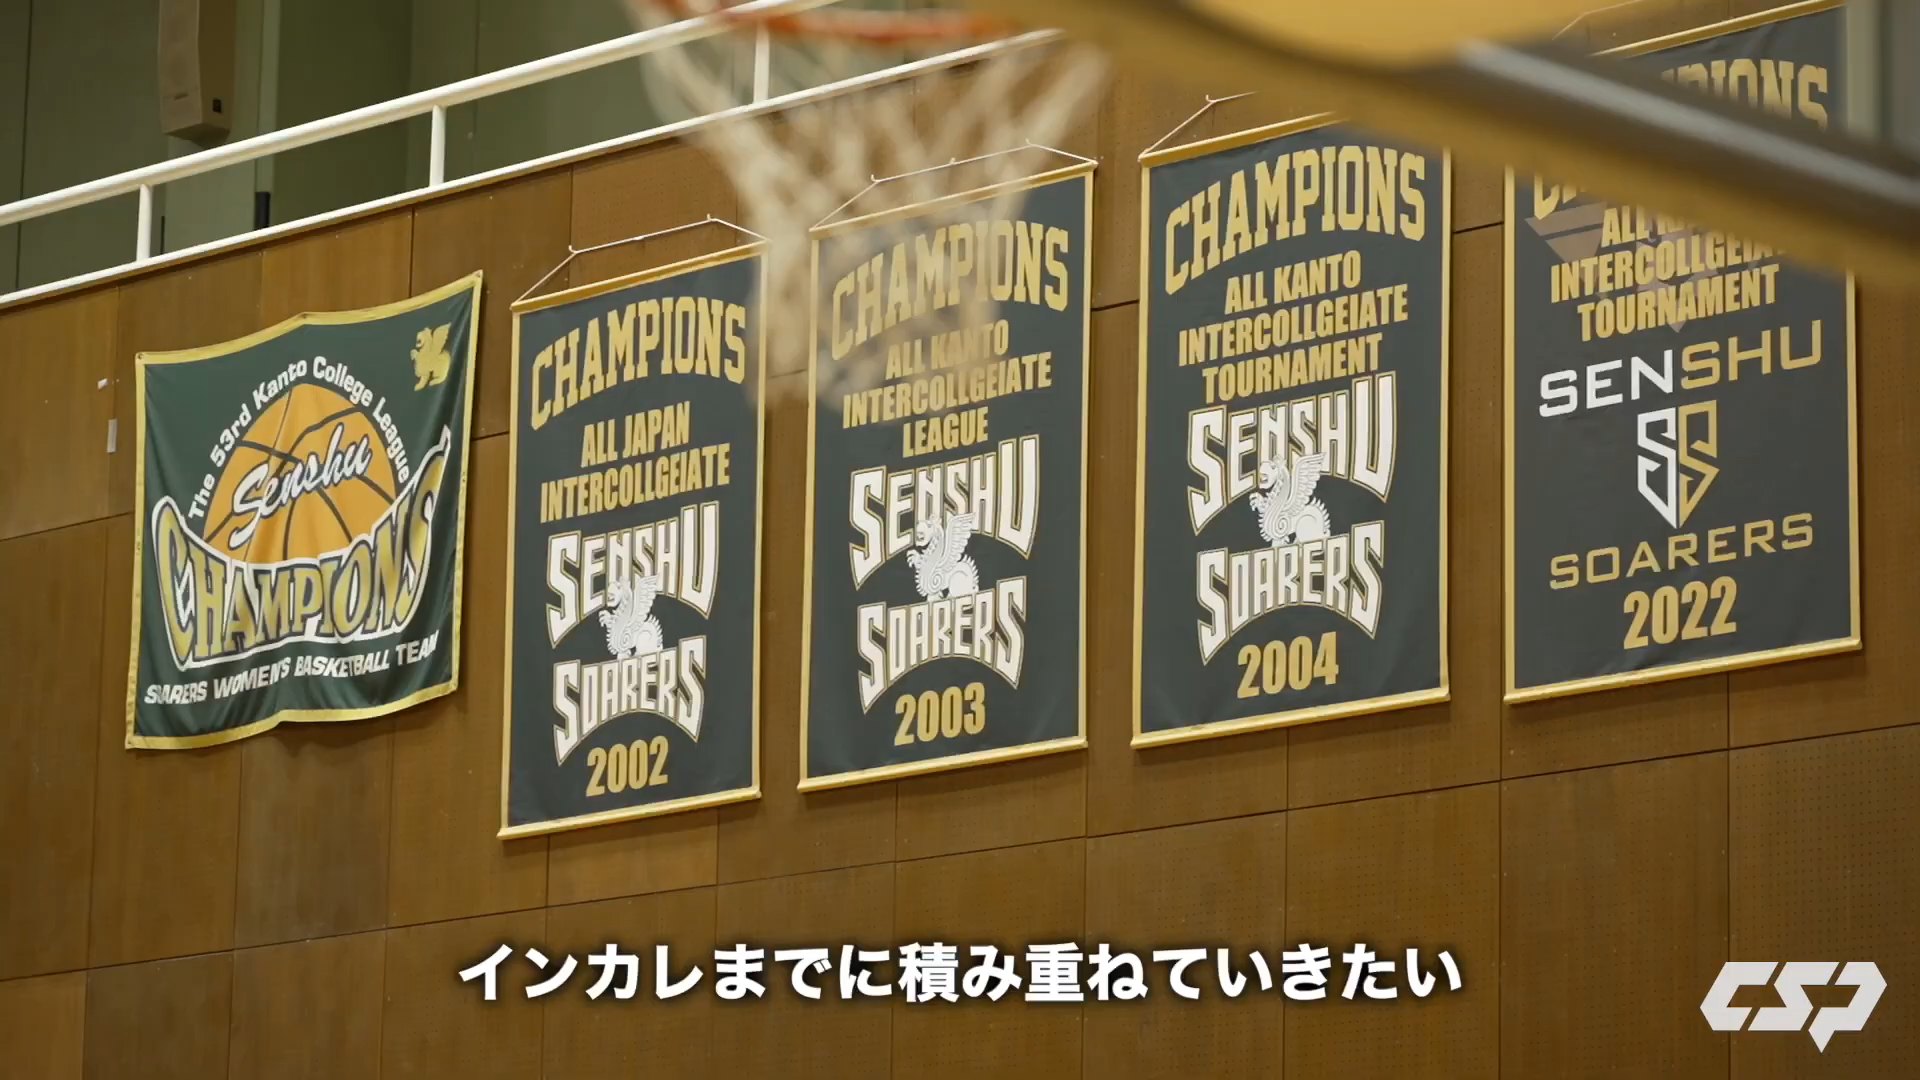 The 53rd Kanto College League
Senshu
CHAMPIONS
SOARERS WOMEN'S BASKETBALL TEAM
CHAMPIONS
ALL JAPAN
INTERCOLLGEIATE
SENSHU
SOARERS
2002
CHAMPIONS
ALL KANTO
INTERCOLLGEIATE
LEAGUE
SENSHU
SOARERS
2003
CHAMPIONS
ALL KANTO
INTERCOLLGEIATE
TOURNAMENT
SENSHU
SOARERS
2004
INTERCOLLGEIATE
TOURNAMENT
SENSHU
SOARERS
2022
インカレまでに積み重ねていきたい
CSP